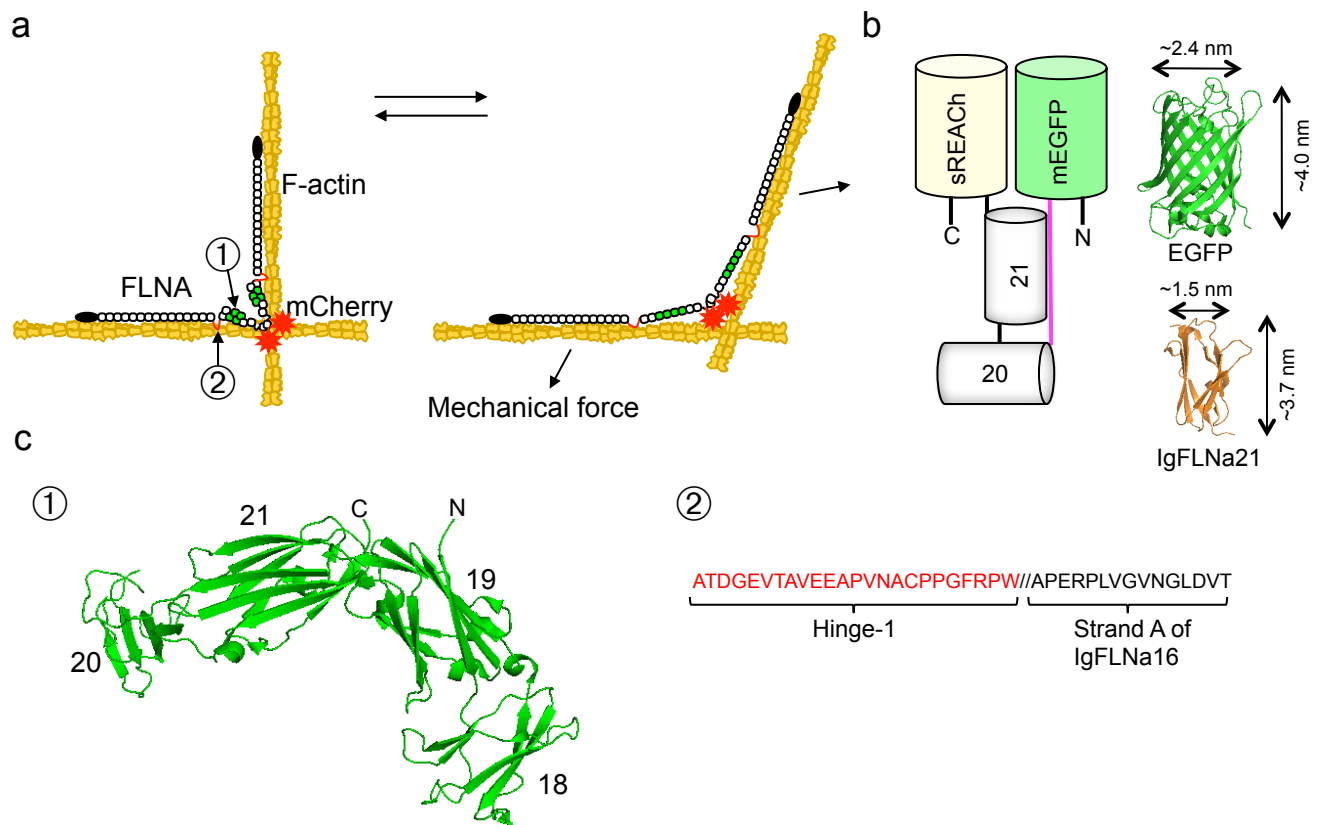 a
F-actin
①
FLNA
mCherry
②
Mechanical force
b
sREACh
mEGFP
C
N
21
20
~2.4 nm
~4.0 nm
EGFP
~1.5 nm
~3.7 nm
IgFLNa21
c
①
21
C
N
19
20
18
②
ATDGEVTAVEEAPVNACPPGFRPW//APERPLVGVNGLDVT
Hinge-1
Strand A of
IgFLNa16